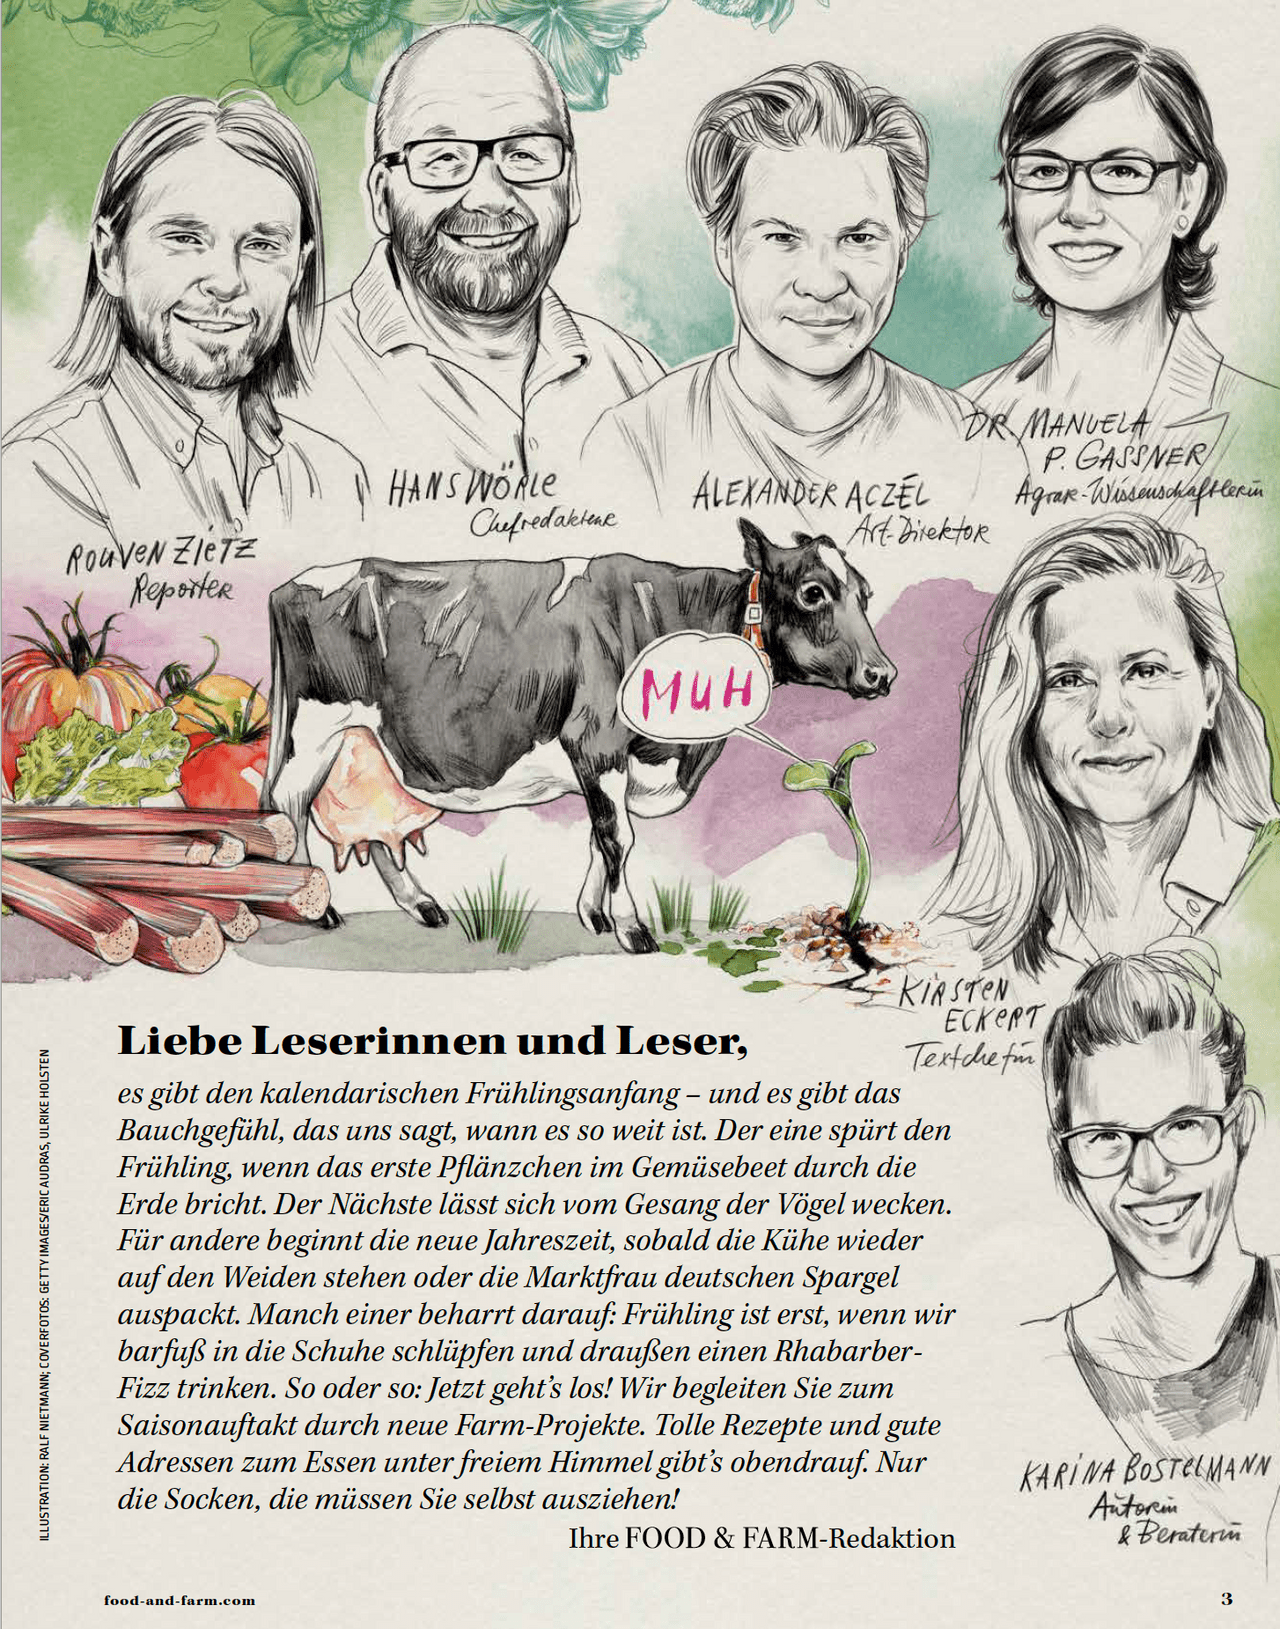 DR. MANUELA
P. GASSNER
Agrar-Wissenschaftlerin
HANS WÖRLE
Chefredakteur
ALEXANDER ACZÉL
Art-Direktor
ROUVEN ZIETZ
Reporter
MUH
KIRSTEN
ECKERT
Textchefin
Liebe Leserinnen und Leser,
es gibt den kalendarischen Frühlingsanfang – und es gibt das
Bauchgefühl, das uns sagt, wann es so weit ist. Der eine spürt den
Frühling, wenn das erste Pflänzchen im Gemüsebeet durch die
Erde bricht. Der Nächste lässt sich vom Gesang der Vögel wecken.
Für andere beginnt die neue Jahreszeit, sobald die Kühe wieder
auf den Weiden stehen oder die Marktfrau deutschen Spargel
auspackt. Manch einer beharrt darauf: Frühling ist erst, wenn wir
barfuß in die Schuhe schlüpfen und draußen einen Rhabarber-
Fizz trinken. So oder so: Jetzt geht's los! Wir begleiten Sie zum
Saisonauftakt durch neue Farm-Projekte. Tolle Rezepte und gute
Adressen zum Essen unter freiem Himmel gibt's obendrauf. Nur
die Socken, die müssen Sie selbst ausziehen!
Ihre FOOD & FARM-Redaktion
KARINA BOSTELMANN
Autorin
& Beraterin
ILLUSTRATION: RALF NIETMANN; COVERFOTOS: GETTY IMAGES/ERIC AUDRAS, ULRIKE HOLSTEN
food-and-farm.com
3